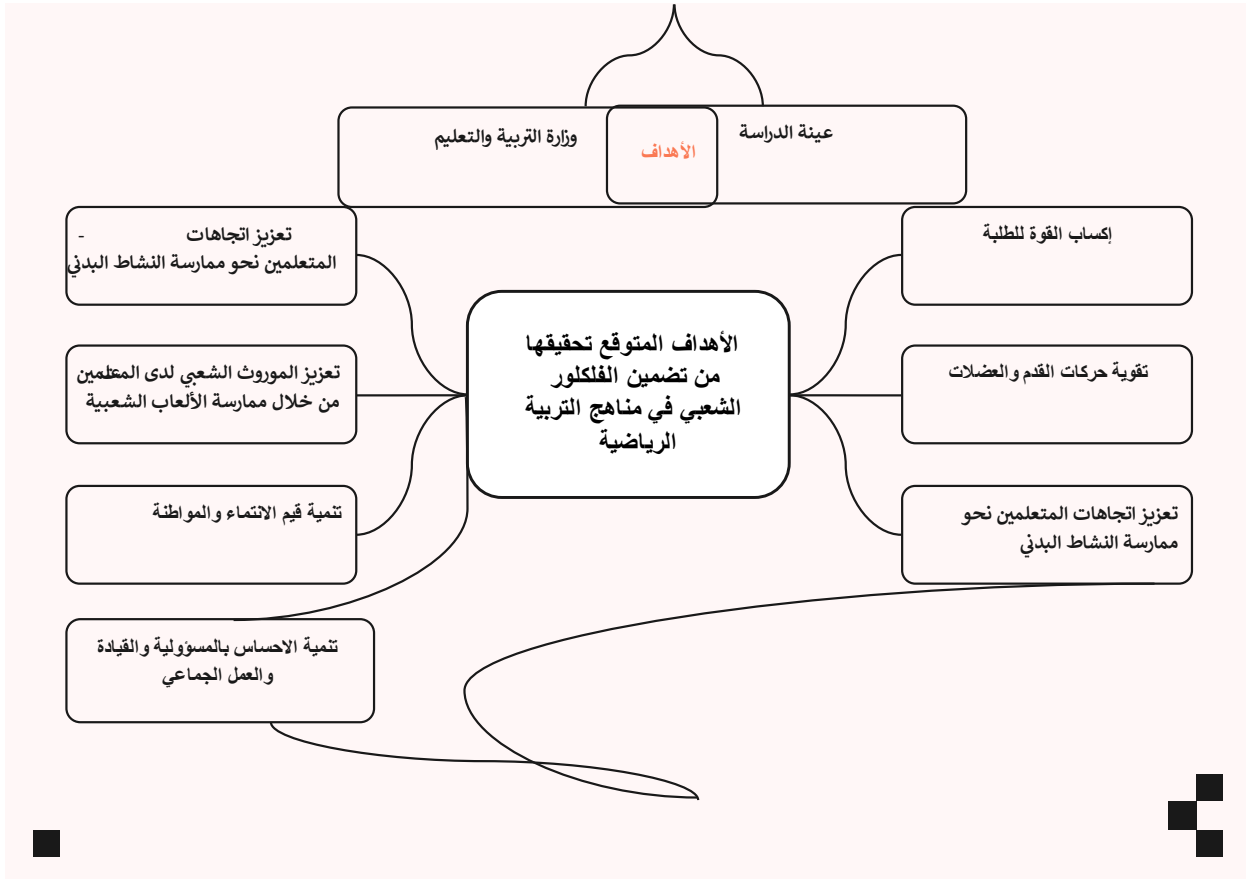 عينة الدراسة
الأهداف
وزارة التربية والتعليم
إكساب القوة للطلبة
تقوية حركات القدم والعضلات
تعزيز اتجاهات المتعلمين نحو
ممارسة النشاط البدني
الأهداف المتوقع تحقيقها
من تضمين الفلكلور
الشعبي في مناهج التربية
الرياضية
تعزيز اتجاهات -
المتعلمين نحو ممارسة النشاط البدني
تعزيز الموروث الشعبي لدى المعلمين
من خلال ممارسة الألعاب الشعبية
تنمية قيم الانتماء والمواطنة
تنمية الاحساس بالمسؤولية والقيادة
والعمل الجماعي